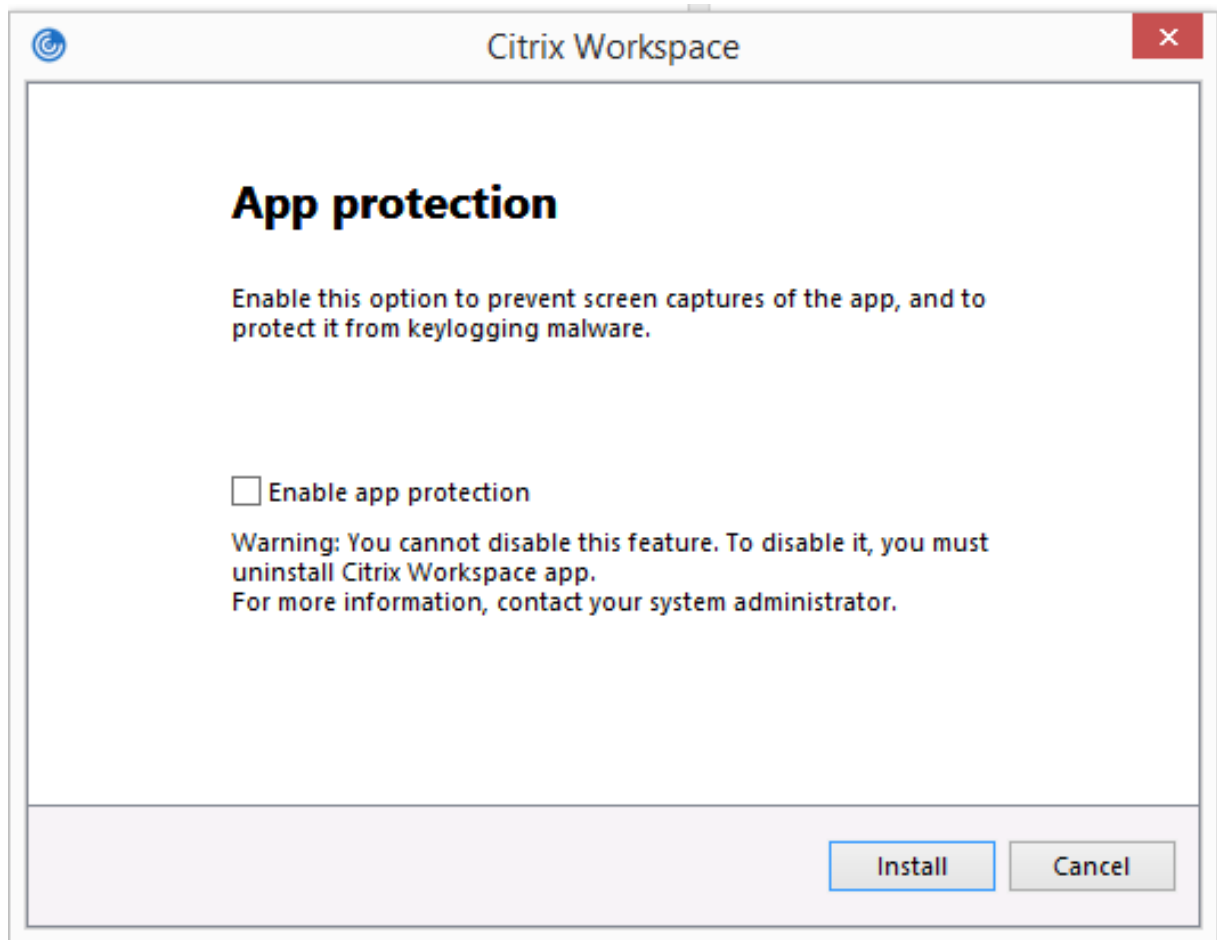 Citrix Workspace
App protection
Enable this option to prevent screen captures of the app, and to
protect it from keylogging malware.
Enable app protection
Warning: You cannot disable this feature. To disable it, you must
uninstall Citrix Workspace app.
For more information, contact your system administrator.
Install Cancel